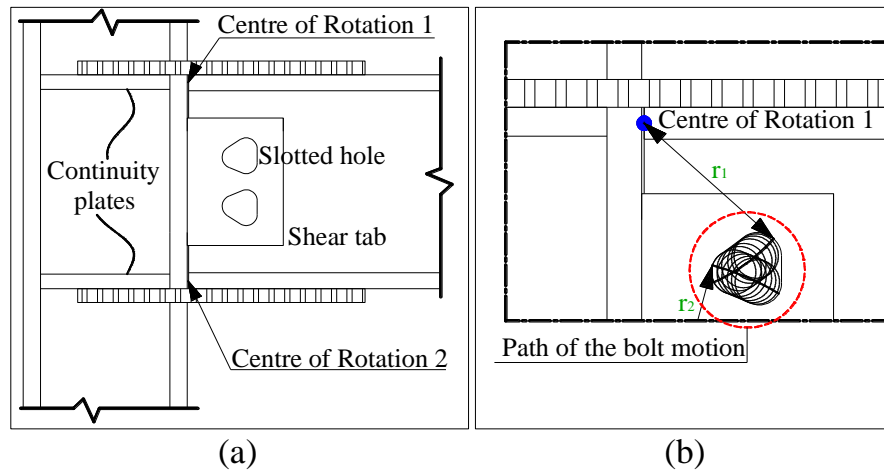 Centre of Rotation 1
Continuity
plates
Slotted hole
Shear tab
Centre of Rotation 2
(a)
Centre of Rotation 1
r1
r2
Path of the bolt motion
(b)